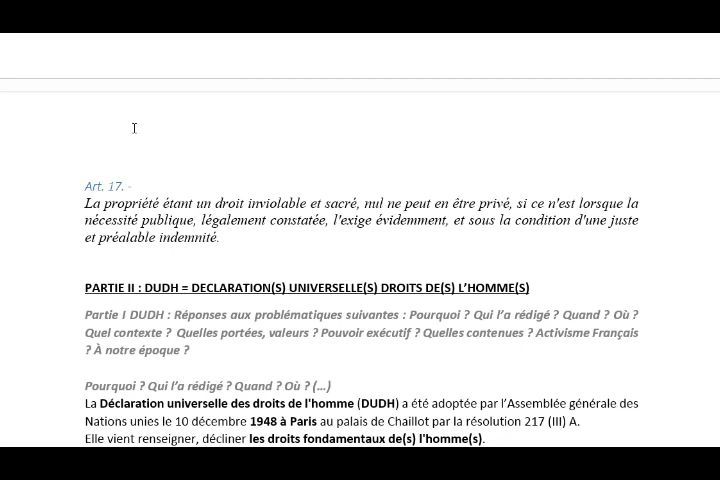 Art. 17. -
La propriété étant un droit inviolable et sacré, nul ne peut en être privé, si ce n'est lorsque la
nécessité publique, légalement constatée, l'exige évidemment, et sous la condition d'une juste
et préalable indemnité.
PARTIE II : DUDH = DECLARATION(S) UNIVERSELLE(S) DROITS DE(S) L’HOMME(S)
Partie I DUDH : Réponses aux problématiques suivantes : Pourquoi ? Qui l’a rédigé ? Quand ? Où ?
Quel contexte ? Quelles portées, valeurs ? Pouvoir exécutif ? Quelles contenues ? Activisme Français
? À notre époque ?
Pourquoi ? Qui l’a rédigé ? Quand ? Où ? (…)
La Déclaration universelle des droits de l'homme (DUDH) a été adoptée par l’Assemblée générale des
Nations unies le 10 décembre 1948 à Paris au palais de Chaillot par la résolution 217 (III) A.
Elle vient renseigner, décliner les droits fondamentaux de(s) l'homme(s).